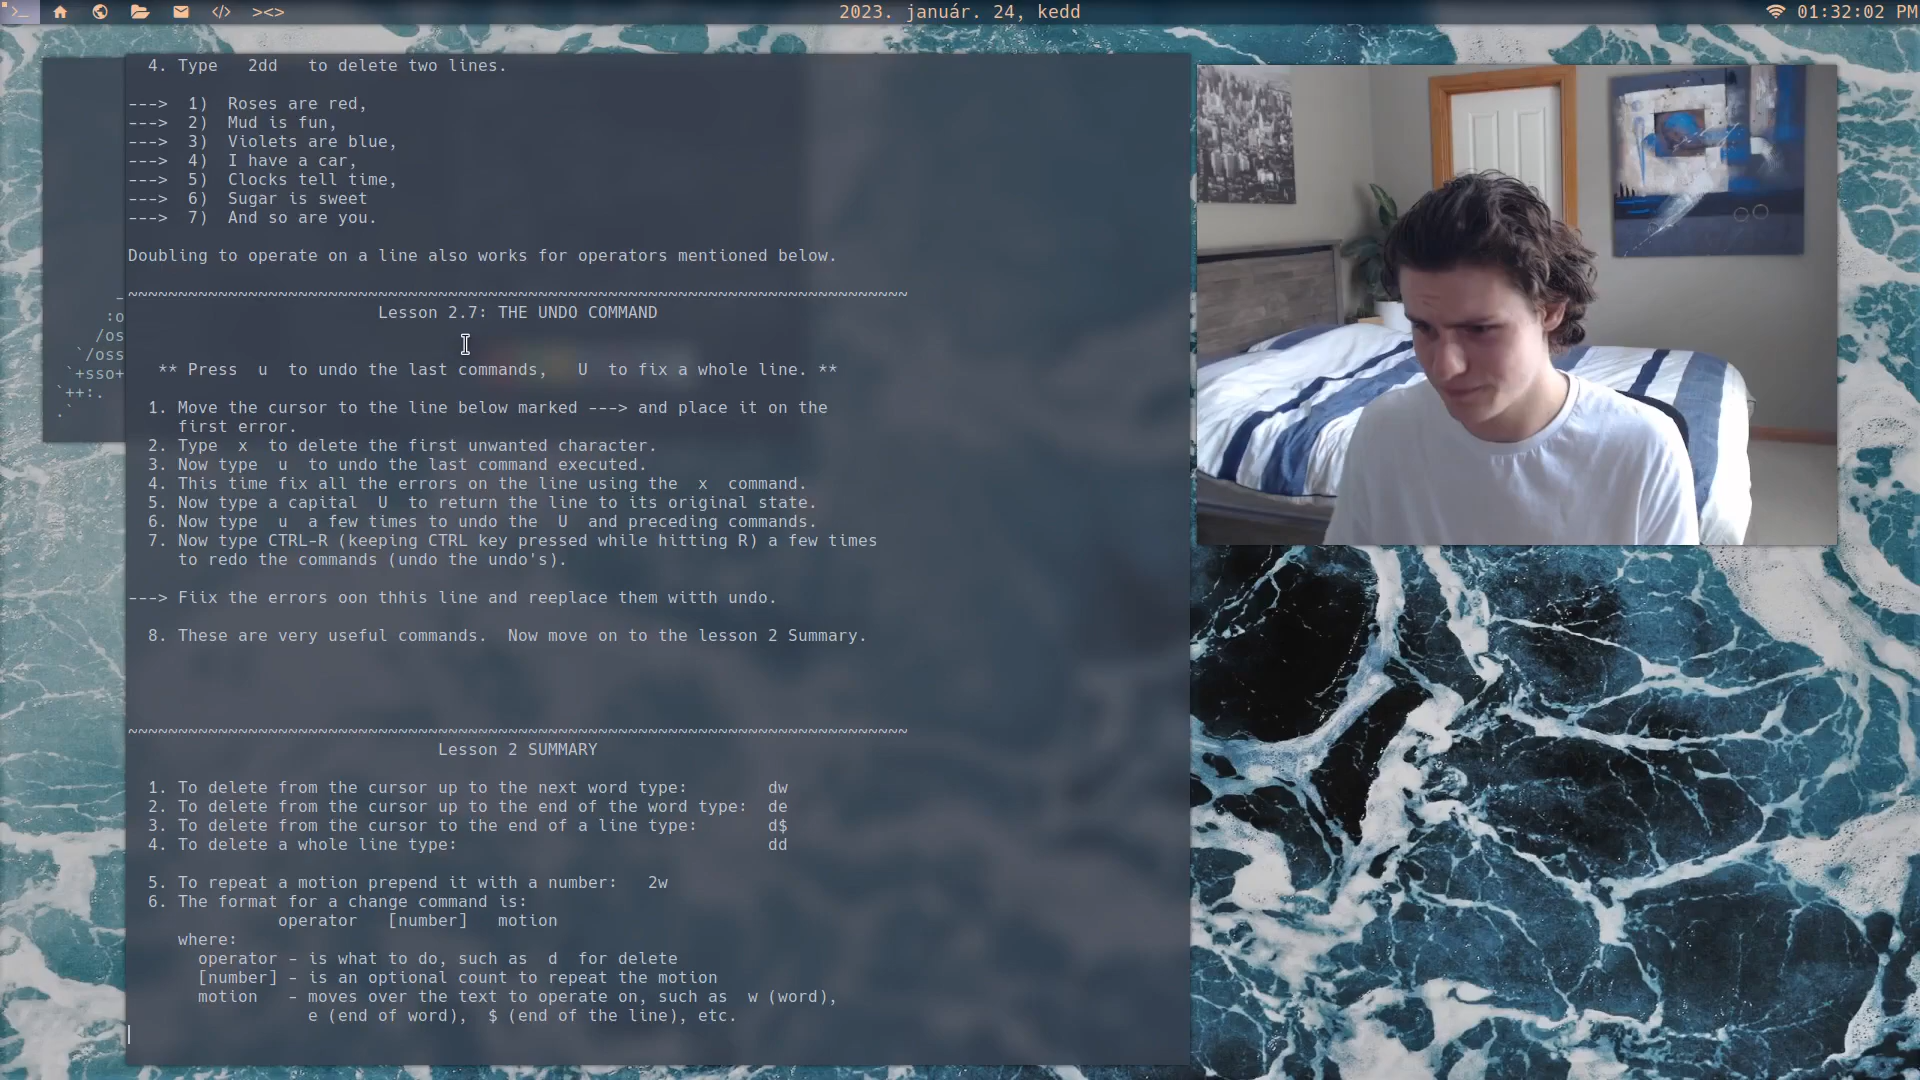 >_ </> ><> 2023. január. 24, kedd 01:32:02 PM
4. Type   2dd   to delete two lines.
--->  1)  Roses are red,
--->  2)  Mud is fun,
--->  3)  Violets are blue,
--->  4)  I have a car,
--->  5)  Clocks tell time,
--->  6)  Sugar is sweet
--->  7)  And so are you.
Doubling to operate on a line also works for operators mentioned below.
~~~~~~~~~~~~~~~~~~~~~~~~~~~~~~~~~~~~~~~~~~~~~~~~~~~~~~~~~~~~~~~~~~~~~~~~~~~~~~
-
Lesson 2.7: THE UNDO COMMAND
:o
/os
`/oss
** Press  u  to undo the last commands,   U  to fix a whole line. **
`+sso+
`++:.
.`
1. Move the cursor to the line below marked ---> and place it on the
first error.
2. Type  x  to delete the first unwanted character.
3. Now type  u  to undo the last command executed.
4. This time fix all the errors on the line using the  x  command.
5. Now type a capital  U  to return the line to its original state.
6. Now type  u  a few times to undo the  U  and preceding commands.
7. Now type CTRL-R (keeping CTRL key pressed while hitting R) a few times
to redo the commands (undo the undo's).
---> Fiix the errors oon thhis line and reeplace them witth undo.
8. These are very useful commands.  Now move on to the lesson 2 Summary.
~~~~~~~~~~~~~~~~~~~~~~~~~~~~~~~~~~~~~~~~~~~~~~~~~~~~~~~~~~~~~~~~~~~~~~~~~~~~~~
Lesson 2 SUMMARY
1. To delete from the cursor up to the next word type:        dw
2. To delete from the cursor up to the end of the word type:  de
3. To delete from the cursor to the end of a line type:       d$
4. To delete a whole line type:                               dd
5. To repeat a motion prepend it with a number:   2w
6. The format for a change command is:
operator   [number]   motion
where:
operator - is what to do, such as  d  for delete
[number] - is an optional count to repeat the motion
motion   - moves over the text to operate on, such as  w (word),
e (end of word),  $ (end of the line), etc.